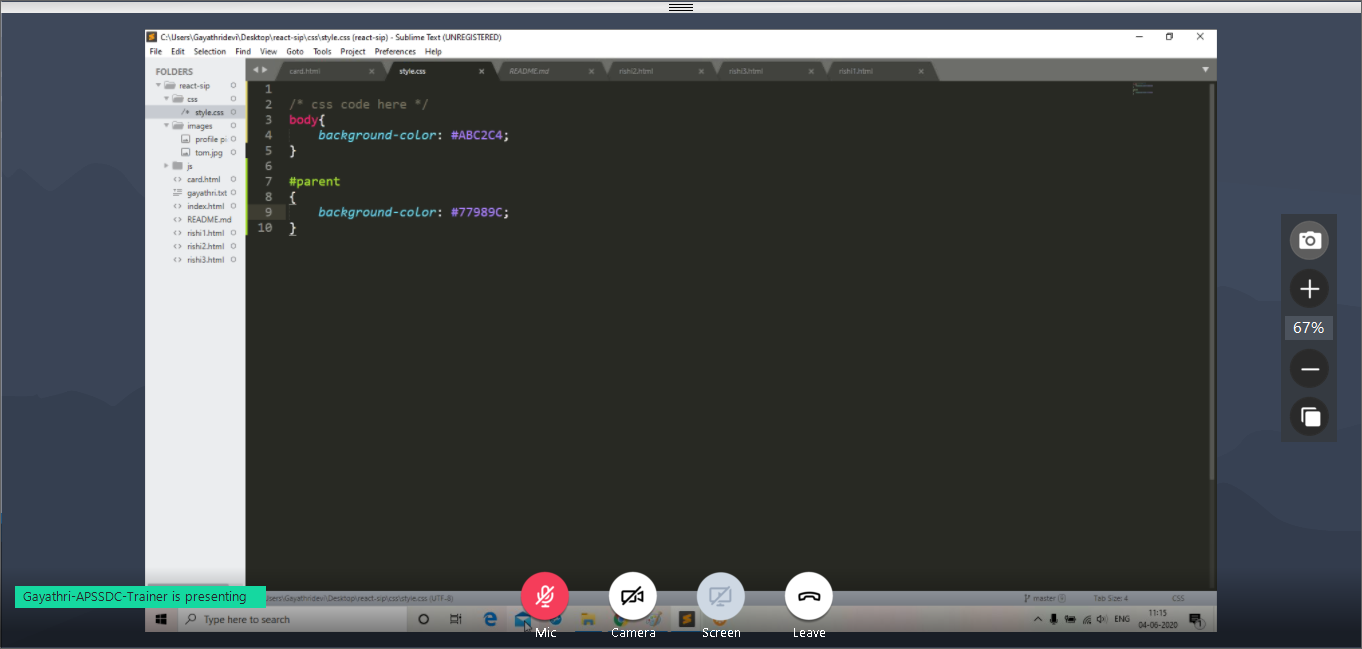 C:\Users\Gayathridevi\Desktop\react-sip\css\style.css (react-sip) - Sublime Text (UNREGISTERED)
File Edit Selection Find View Goto Tools Project Preferences Help
FOLDERS
react-sip
css
/* style.css
images
profile pi
tom.jpg
js
card.html
gayathri.txt
index.html
README.md
rishi1.html
rishi2.html
rishi3.html
card.html style.css README.md rishi2.html rishi3.html rishi1.html
1
2 /* css code here */
3 body{
4 background-color: #ABC2C4;
5 }
6
7 #parent
8 {
9 background-color: #77989C;
10 }
67%
Gayathri-APSSDC-Trainer is presenting
sers\Gayathridevi\Desktop\react-sip\css\style.css (UTF-8)
master Tab Size: 4 CSS
Type here to search
ENG
11:15
04-06-2020
1
Mic Camera Screen Leave